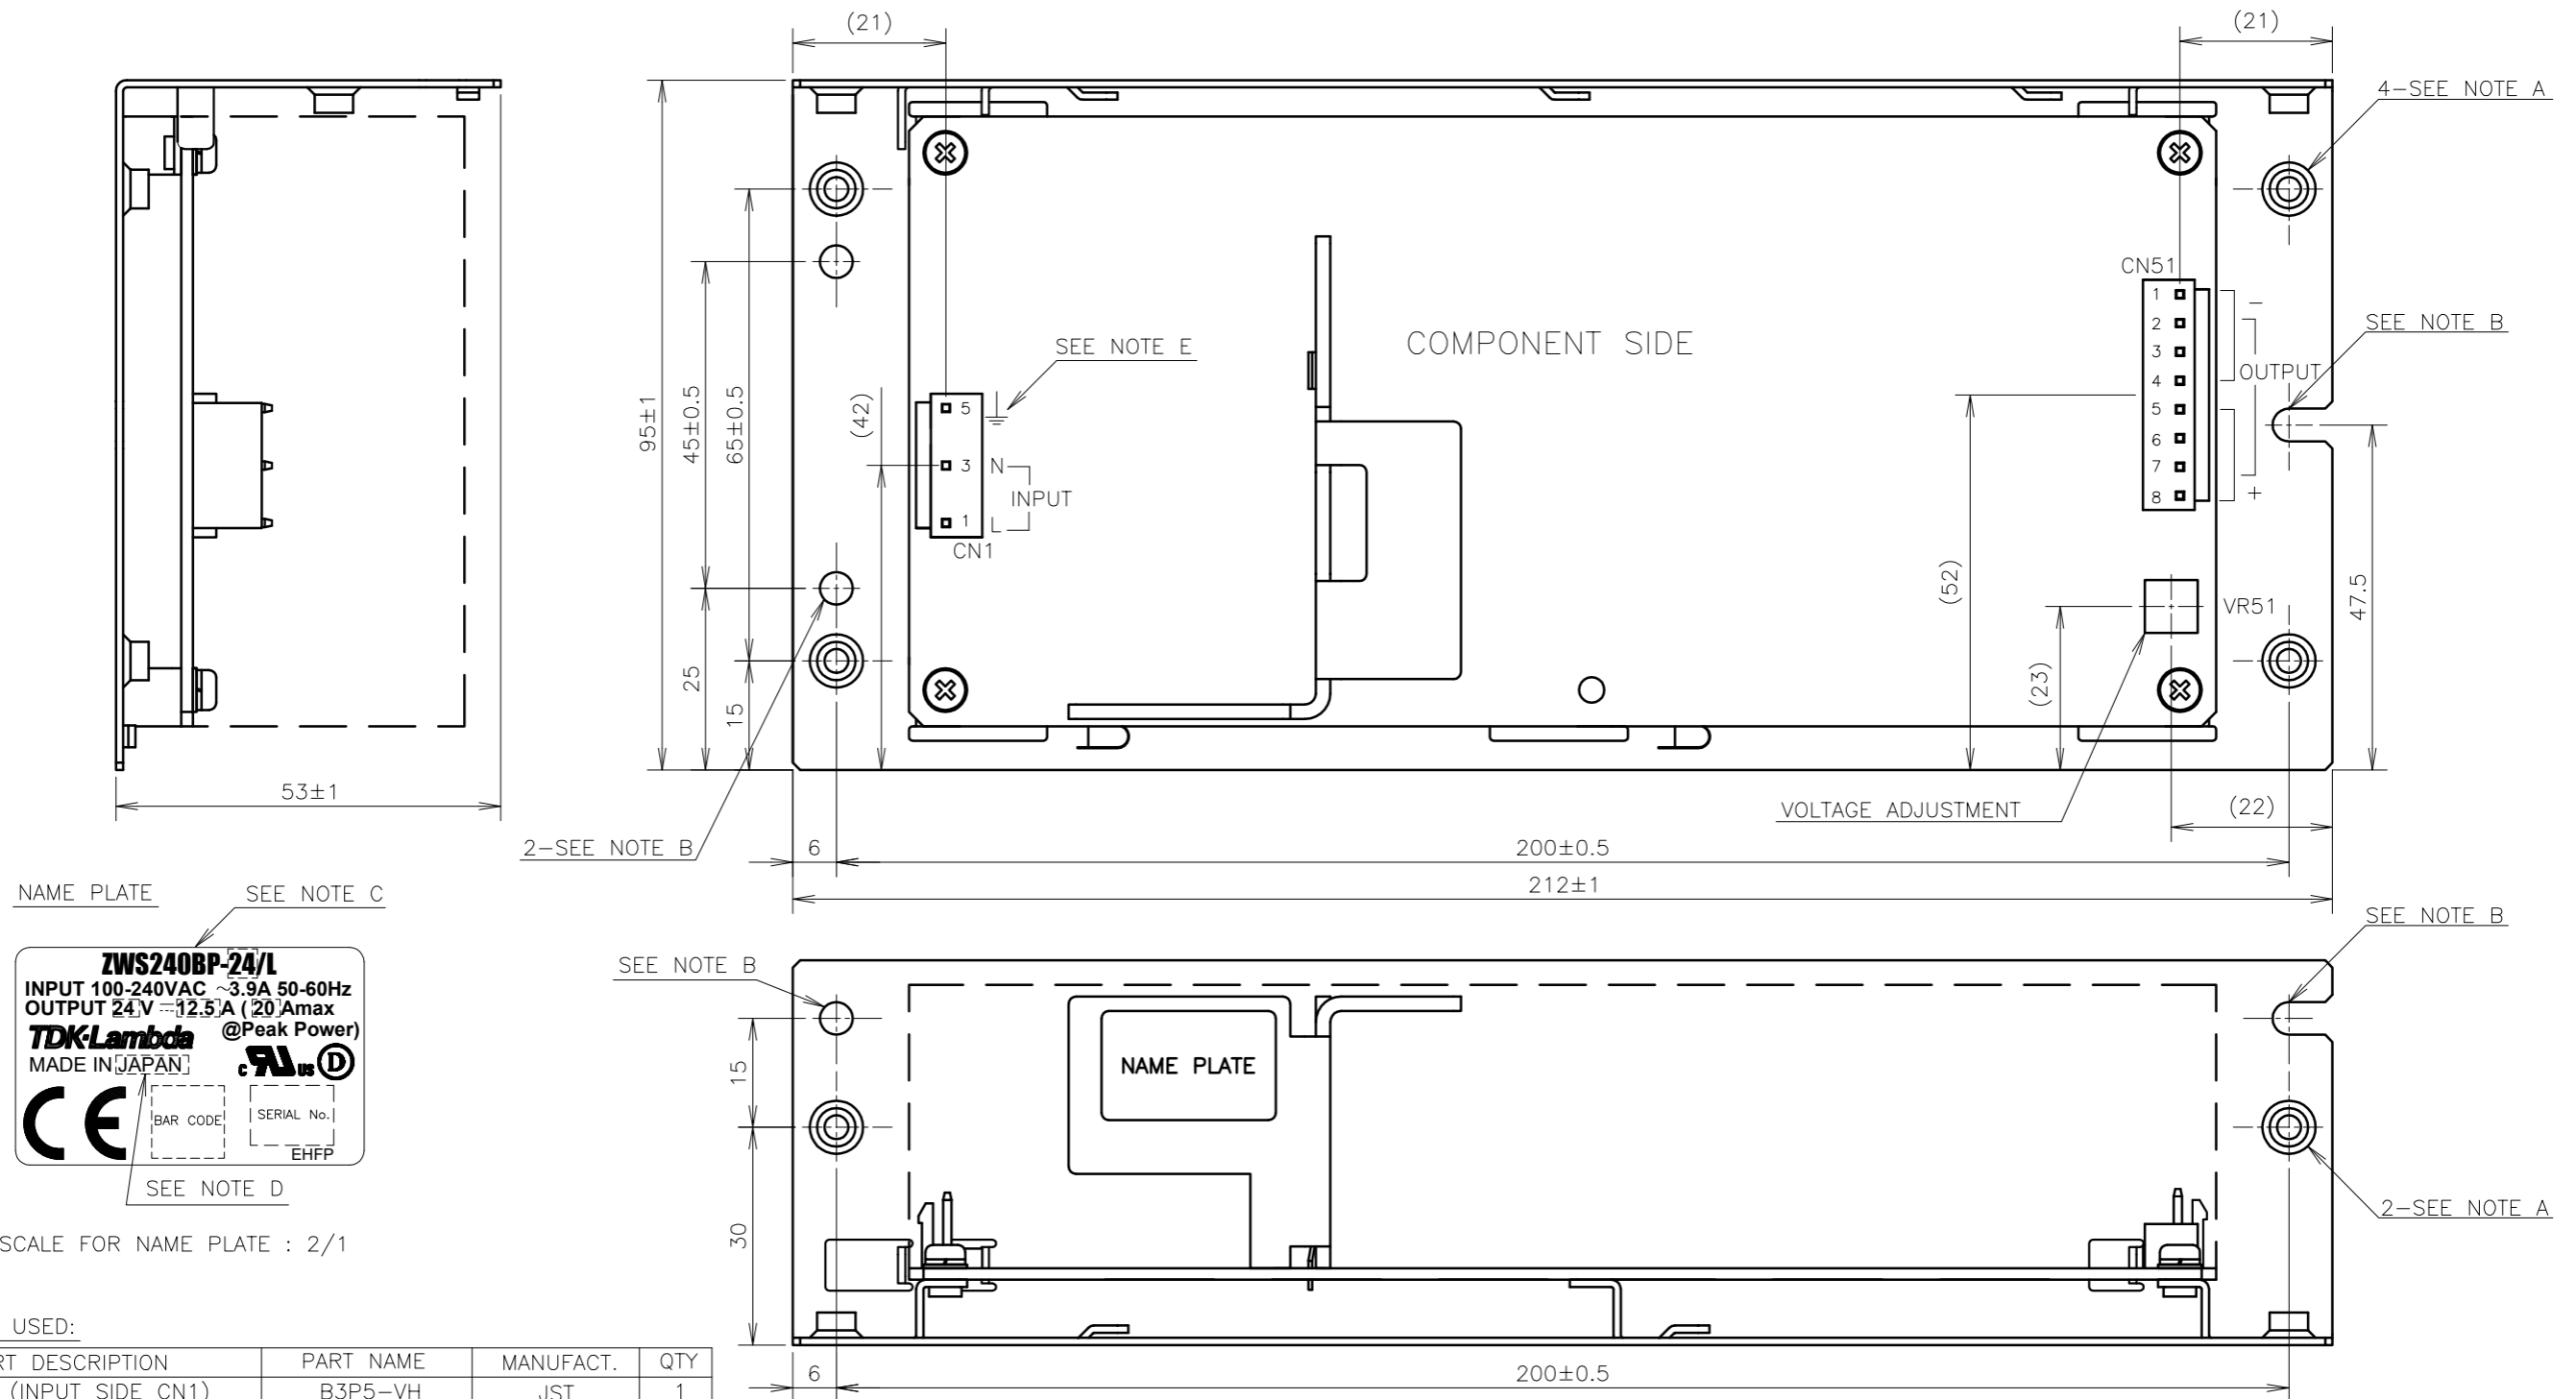 (21)
(21)
4-SEE NOTE A
95±1
45±0.5
65±0.5
(42)
25
15
SEE NOTE E
5
3
1
N
L
INPUT
CN1
COMPONENT SIDE
CN51
1
2
3
4
5
6
7
8
-
OUTPUT
+
SEE NOTE B
(52)
(23)
VR51
47.5
VOLTAGE ADJUSTMENT
(22)
53±1
2-SEE NOTE B
6
200±0.5
212±1
NAME PLATE
SEE NOTE C
ZWS240BP-24/L
INPUT 100-240VAC ~3.9A 50-60Hz
OUTPUT 24 V ⎓ 12.5 A ( 20 Amax
@Peak Power)
TDK-Lambda
MADE IN JAPAN
c RU us D
CE
BAR CODE
SERIAL No.
EHFP
SEE NOTE D
SCALE FOR NAME PLATE : 2/1
SEE NOTE B
SEE NOTE B
NAME PLATE
15
30
2-SEE NOTE A
6
200±0.5
USED:
RT DESCRIPTION PART NAME MANUFACT. QTY
(INPUT SIDE CN1) B3P5-VH JST 1